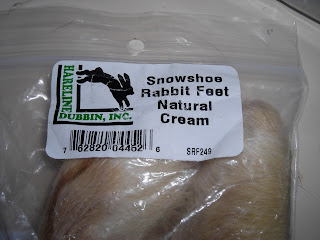 HARELINE
DUBBIN, INC.
Snowshoe
Rabbit Feet
Natural
Cream
7 62820 04452 6
SRF249